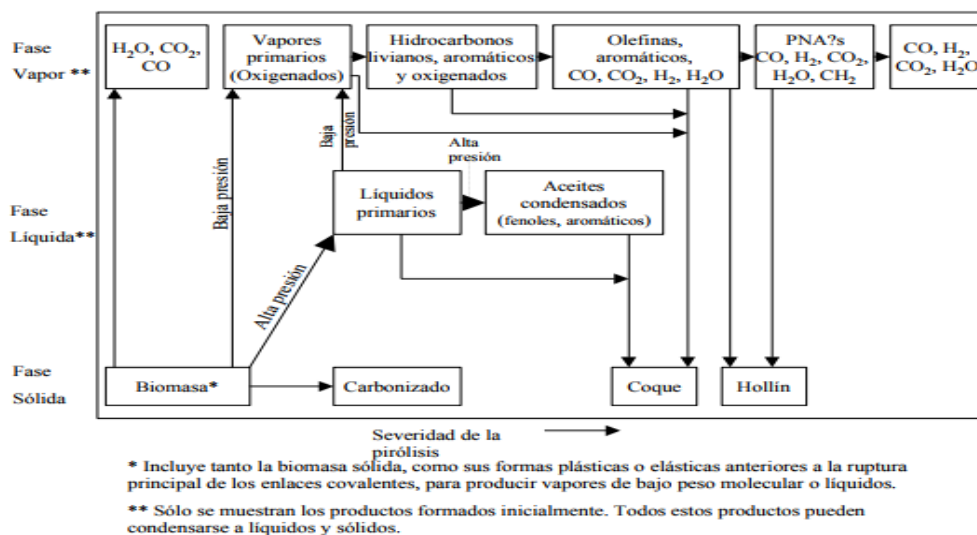 Fase
Vapor **
H₂O, CO₂,
CO
Vapores
primarios
(Oxigenados)
Hidrocarbonos
livianos, aromáticos
y oxigenados
Olefinas,
aromáticos,
CO, CO₂, H₂, H₂O
PNA?s
CO, H₂, CO₂,
H₂O, CH₂
CO, H₂,
CO₂, H₂O
Baja presión
Baja
presión
Alta
presión
Fase
Líquida**
Líquidos
primarios
Aceites
condensados
(fenoles, aromáticos)
Alta presión
Fase
Sólida
Biomasa*
Carbonizado
Coque
Hollín
Severidad de la
pirólisis
* Incluye tanto la biomasa sólida, como sus formas plásticas o elásticas anteriores a la ruptura
principal de los enlaces covalentes, para producir vapores de bajo peso molecular o líquidos.
** Sólo se muestran los productos formados inicialmente. Todos estos productos pueden
condensarse a líquidos y sólidos.